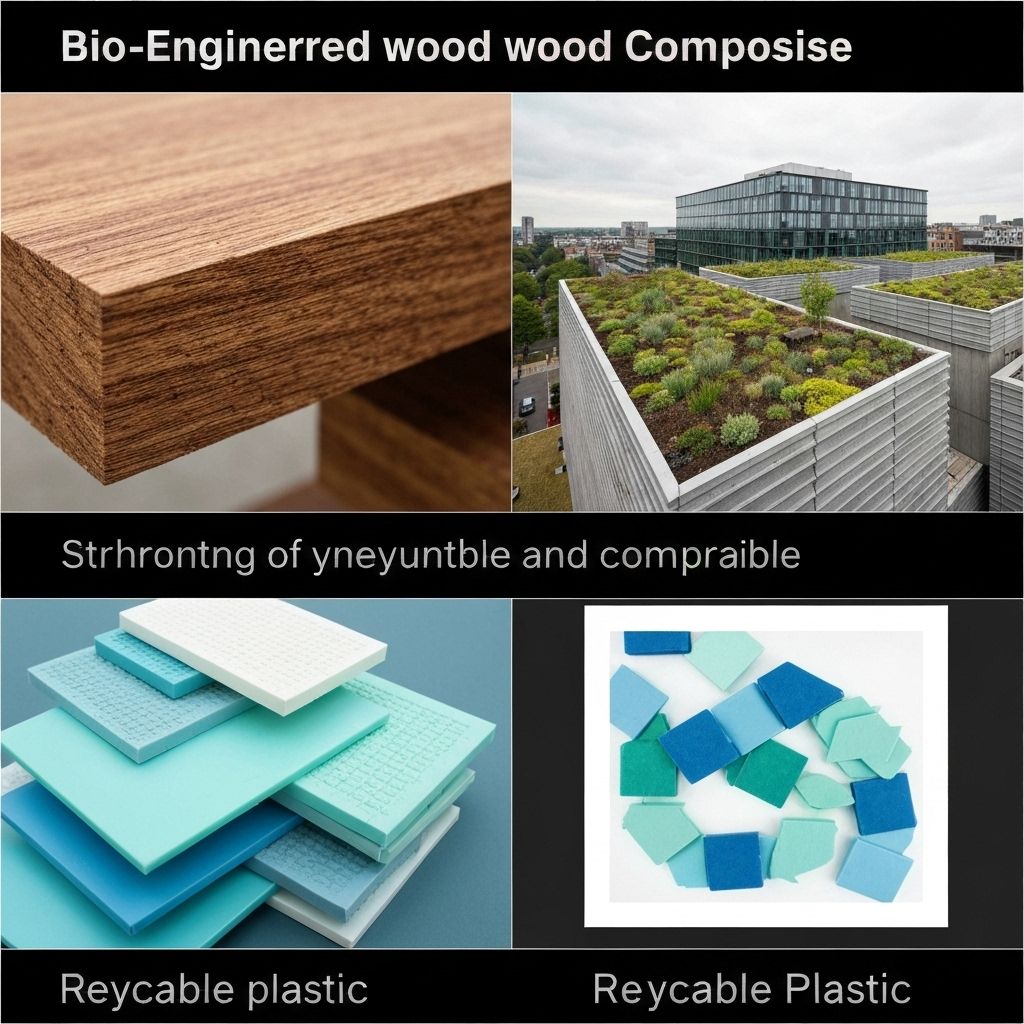 Bio-Enginerred wood wood Composise
Strhrontng of yneyuntble and compraible
Reycable plastic
Reycable Plastic